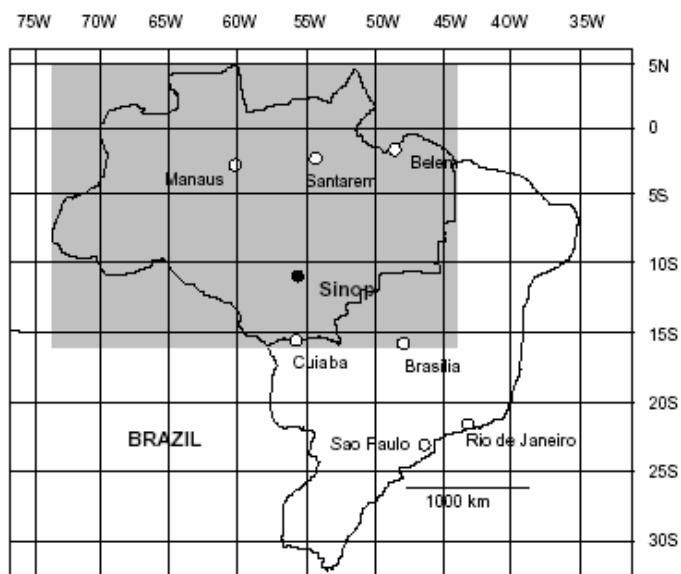 75W 70W 65W 60W 55W 50W 45W 40W 35W
5N
0
Belem
Manaus Santarem
5S
10S
Sinop
15S
Cuiaba Brasilia
20S
BRAZIL Sao Paulo Rio de Janeiro
25S
1000 km
30S